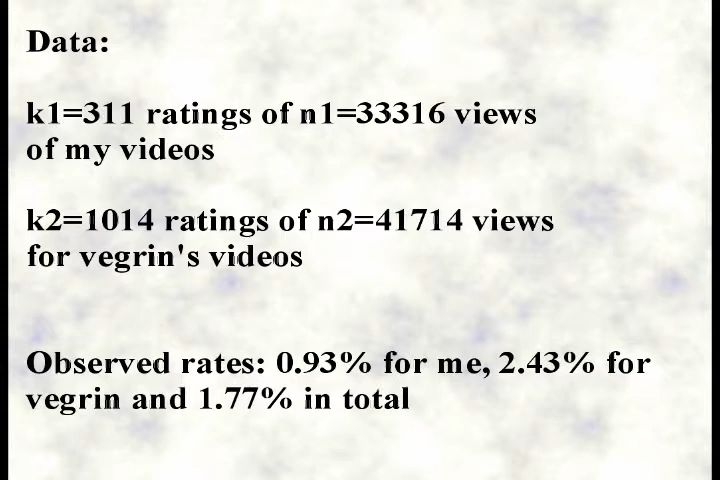 Data:
k1=311 ratings of n1=33316 views
of my videos
k2=1014 ratings of n2=41714 views
for vegrin's videos
Observed rates: 0.93% for me, 2.43% for
vegrin and 1.77% in total